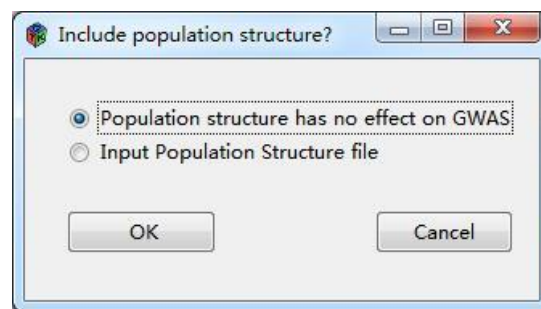 Include population structure?
Population structure has no effect on GWAS
Input Population Structure file
OK Cancel